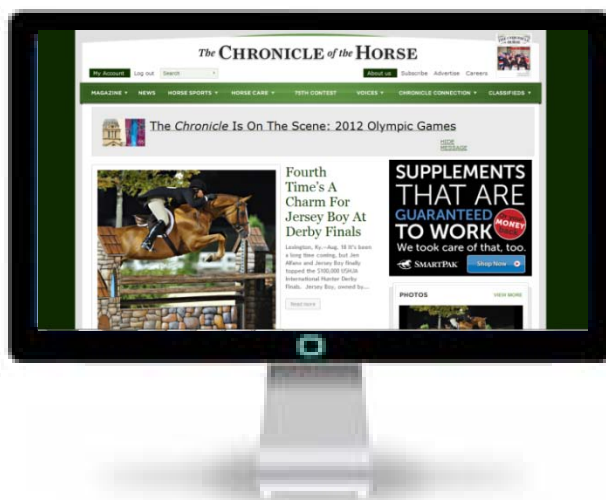 The CHRONICLE of the HORSE
My Account Log out Search
About us Subscribe Advertise Careers
MAGAZINE NEWS HORSE SPORTS HORSE CARE 75TH CONTEST VOICES CHRONICLE CONNECTION CLASSIFIEDS
The Chronicle Is On The Scene: 2012 Olympic Games
HIDE
MESSAGE
Fourth
Time's A
Charm For
Jersey Boy At
Derby Finals
Lexington, Ky.—Aug. 18 It's been
a long time coming, but Jen
Alfano and Jersey Boy finally
topped the $100,000 USHJA
International Hunter Derby
Finals. Jersey Boy, owned by...
Read more
SUPPLEMENTS
THAT ARE
GUARANTEED
TO WORK
MONEY
We took care of that, too.
SMARTPAK
Shop Now
PHOTOS VIEW MORE